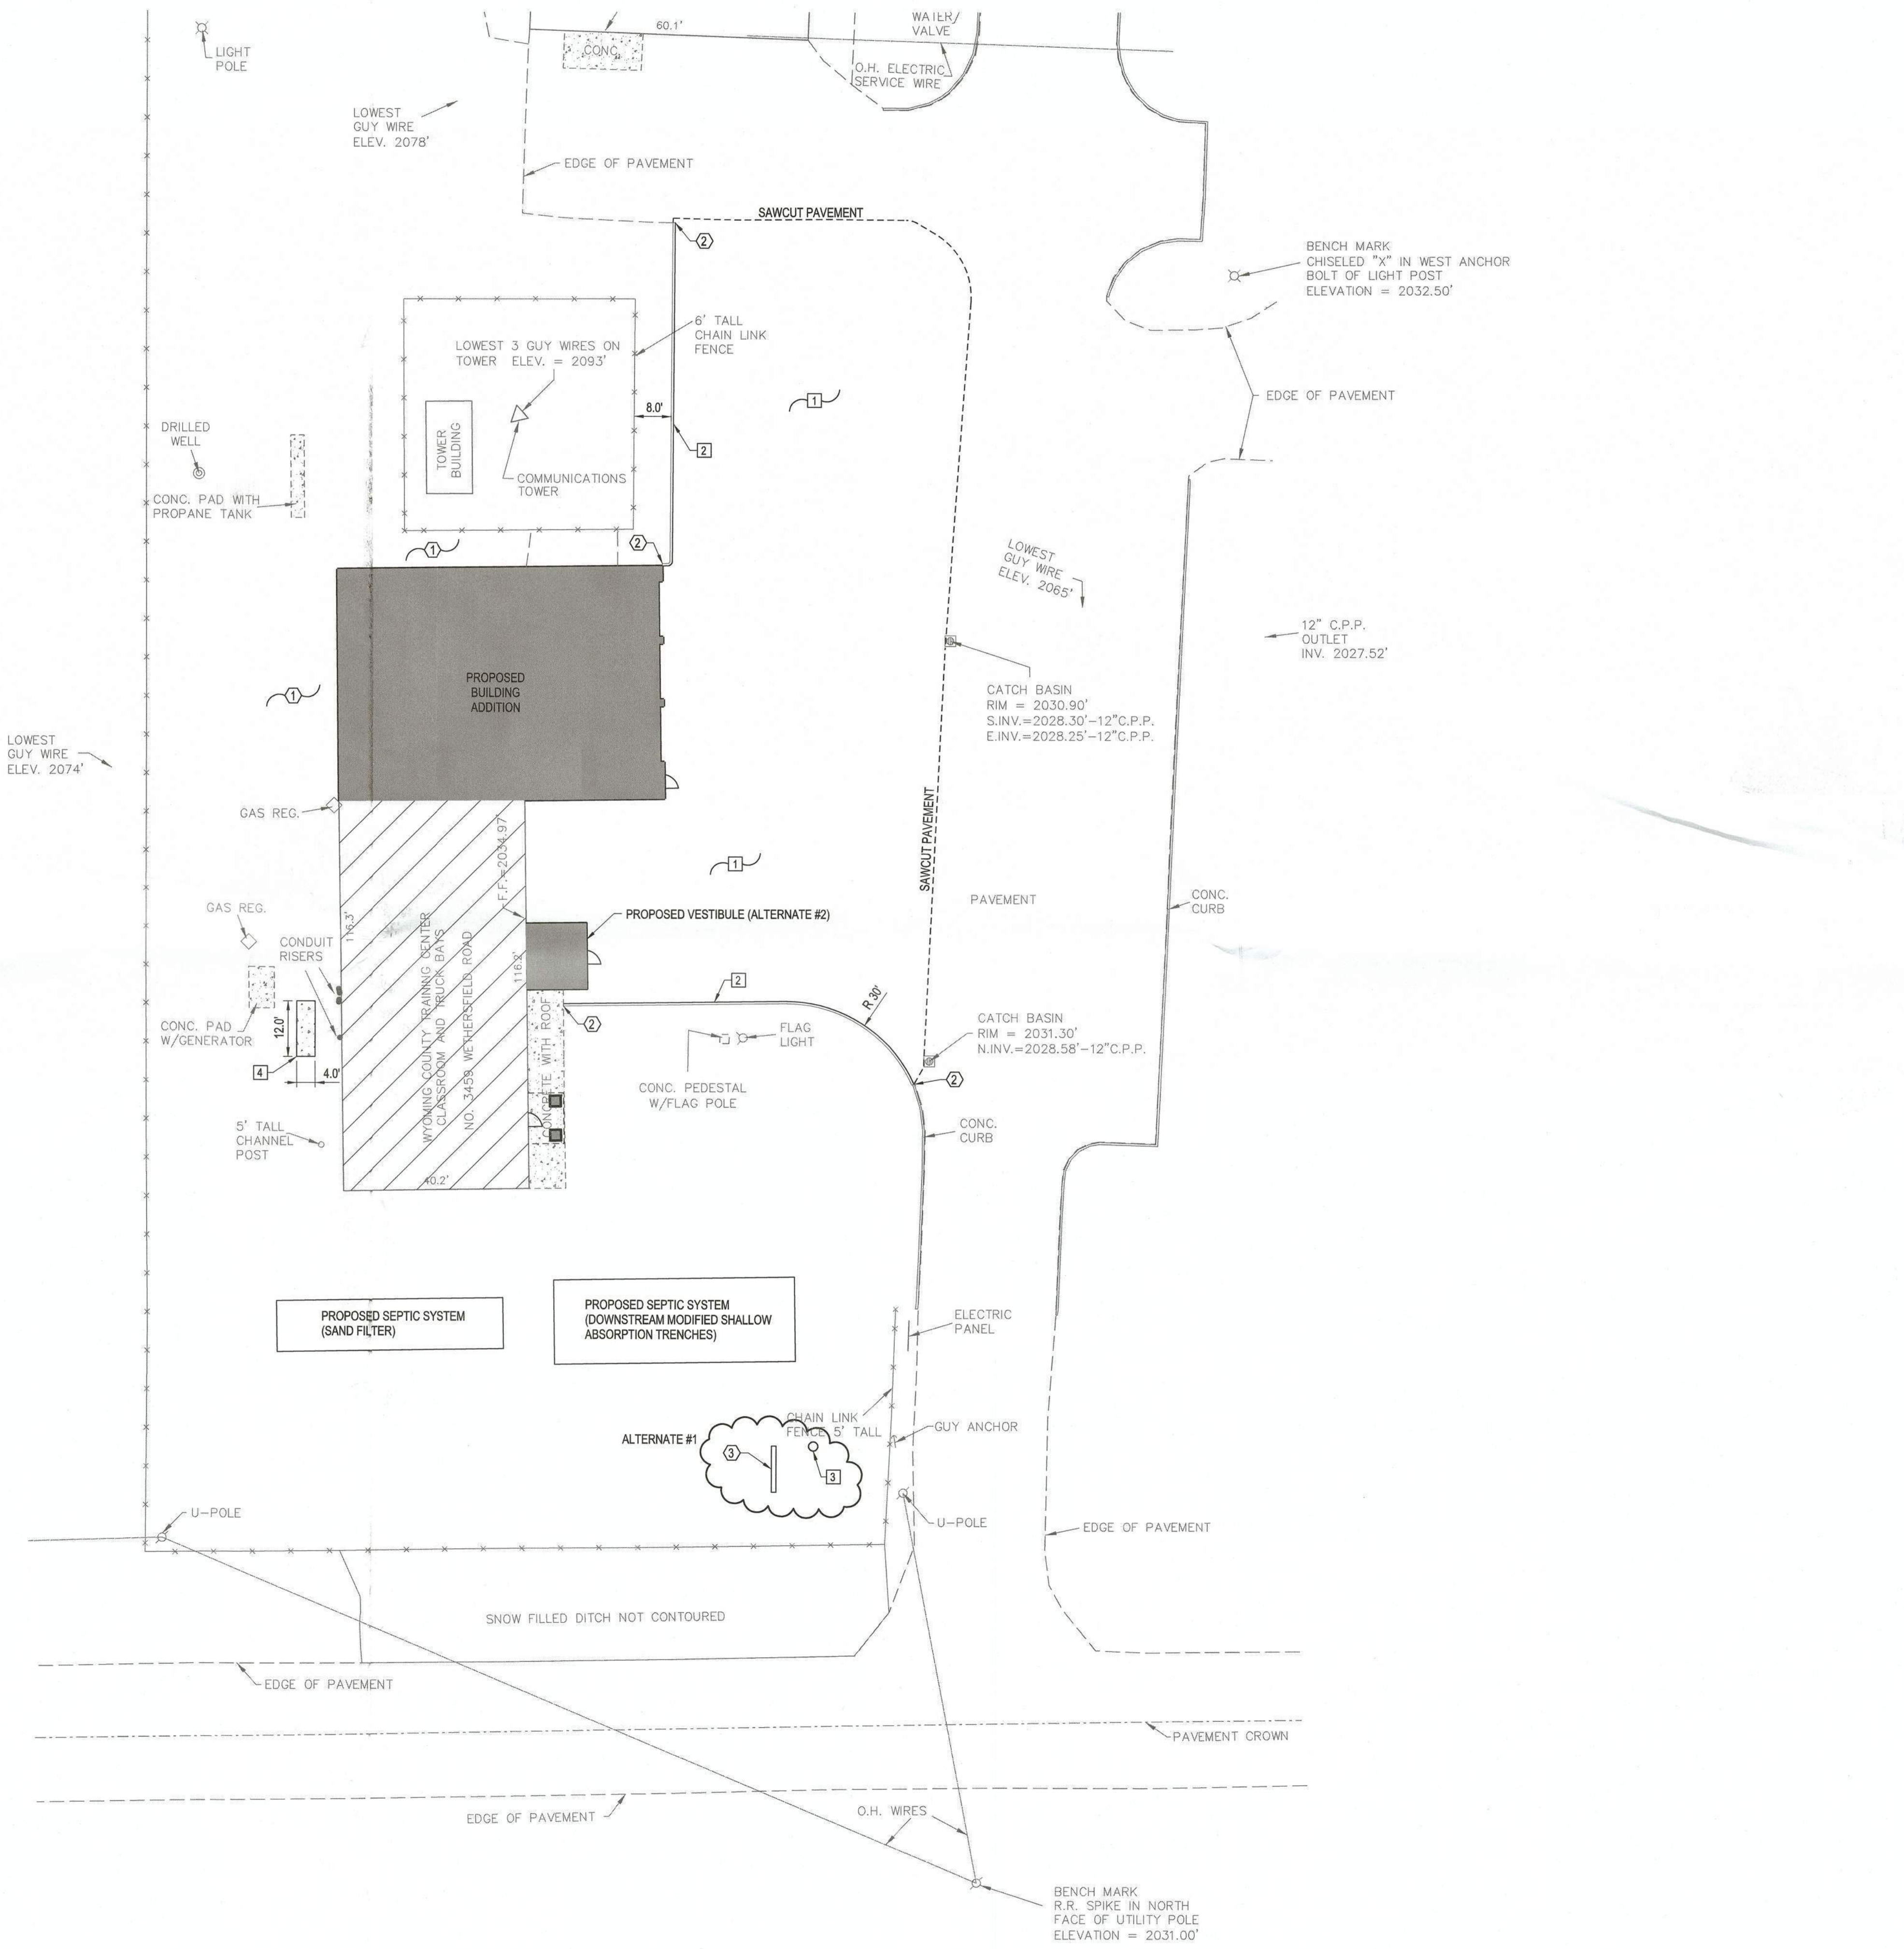 60.1'
WATER/
VALVE
LIGHT
POLE
CONC.
O.H. ELECTRIC
SERVICE WIRE
LOWEST
GUY WIRE
ELEV. 2078'
EDGE OF PAVEMENT
SAWCUT PAVEMENT
2
BENCH MARK
CHISELED "X" IN WEST ANCHOR
BOLT OF LIGHT POST
ELEVATION = 2032.50'
6' TALL
CHAIN LINK
FENCE
LOWEST 3 GUY WIRES ON
TOWER ELEV. = 2093'
EDGE OF PAVEMENT
1
8.0'
DRILLED
WELL
TOWER
BUILDING
2
COMMUNICATIONS
TOWER
CONC. PAD WITH
PROPANE TANK
1
2
LOWEST
GUY WIRE
ELEV. 2065'
12" C.P.P.
OUTLET
INV. 2027.52'
PROPOSED
BUILDING
ADDITION
1
CATCH BASIN
RIM = 2030.90'
S.INV.=2028.30'-12"C.P.P.
E.INV.=2028.25'-12"C.P.P.
LOWEST
GUY WIRE
ELEV. 2074'
GAS REG.
F.F.=2034.97'
SAWCUT PAVEMENT
1
PAVEMENT
CONC.
CURB
GAS REG.
116.3'
PROPOSED VESTIBULE (ALTERNATE #2)
CONDUIT
RISERS
WYOMING COUNTY TRAINING CENTER
CLASSROOM AND TRUCK BAYS
NO. 3459 WETHERSFIELD ROAD
116.2'
2
R 30'
CONC. PAD
W/GENERATOR
12.0'
2
CONCRETE WITH ROOF
FLAG
LIGHT
CATCH BASIN
RIM = 2031.30'
N.INV.=2028.58'-12"C.P.P.
4
4.0'
2
CONC. PEDESTAL
W/FLAG POLE
5' TALL
CHANNEL
POST
CONC.
CURB
40.2'
PROPOSED SEPTIC SYSTEM
(SAND FILTER)
PROPOSED SEPTIC SYSTEM
(DOWNSTREAM MODIFIED SHALLOW
ABSORPTION TRENCHES)
ELECTRIC
PANEL
CHAIN LINK
FENCE 5' TALL
GUY ANCHOR
ALTERNATE #1
3
3
U-POLE
U-POLE
EDGE OF PAVEMENT
SNOW FILLED DITCH NOT CONTOURED
EDGE OF PAVEMENT
PAVEMENT CROWN
EDGE OF PAVEMENT
O.H. WIRES
BENCH MARK
R.R. SPIKE IN NORTH
FACE OF UTILITY POLE
ELEVATION = 2031.00'